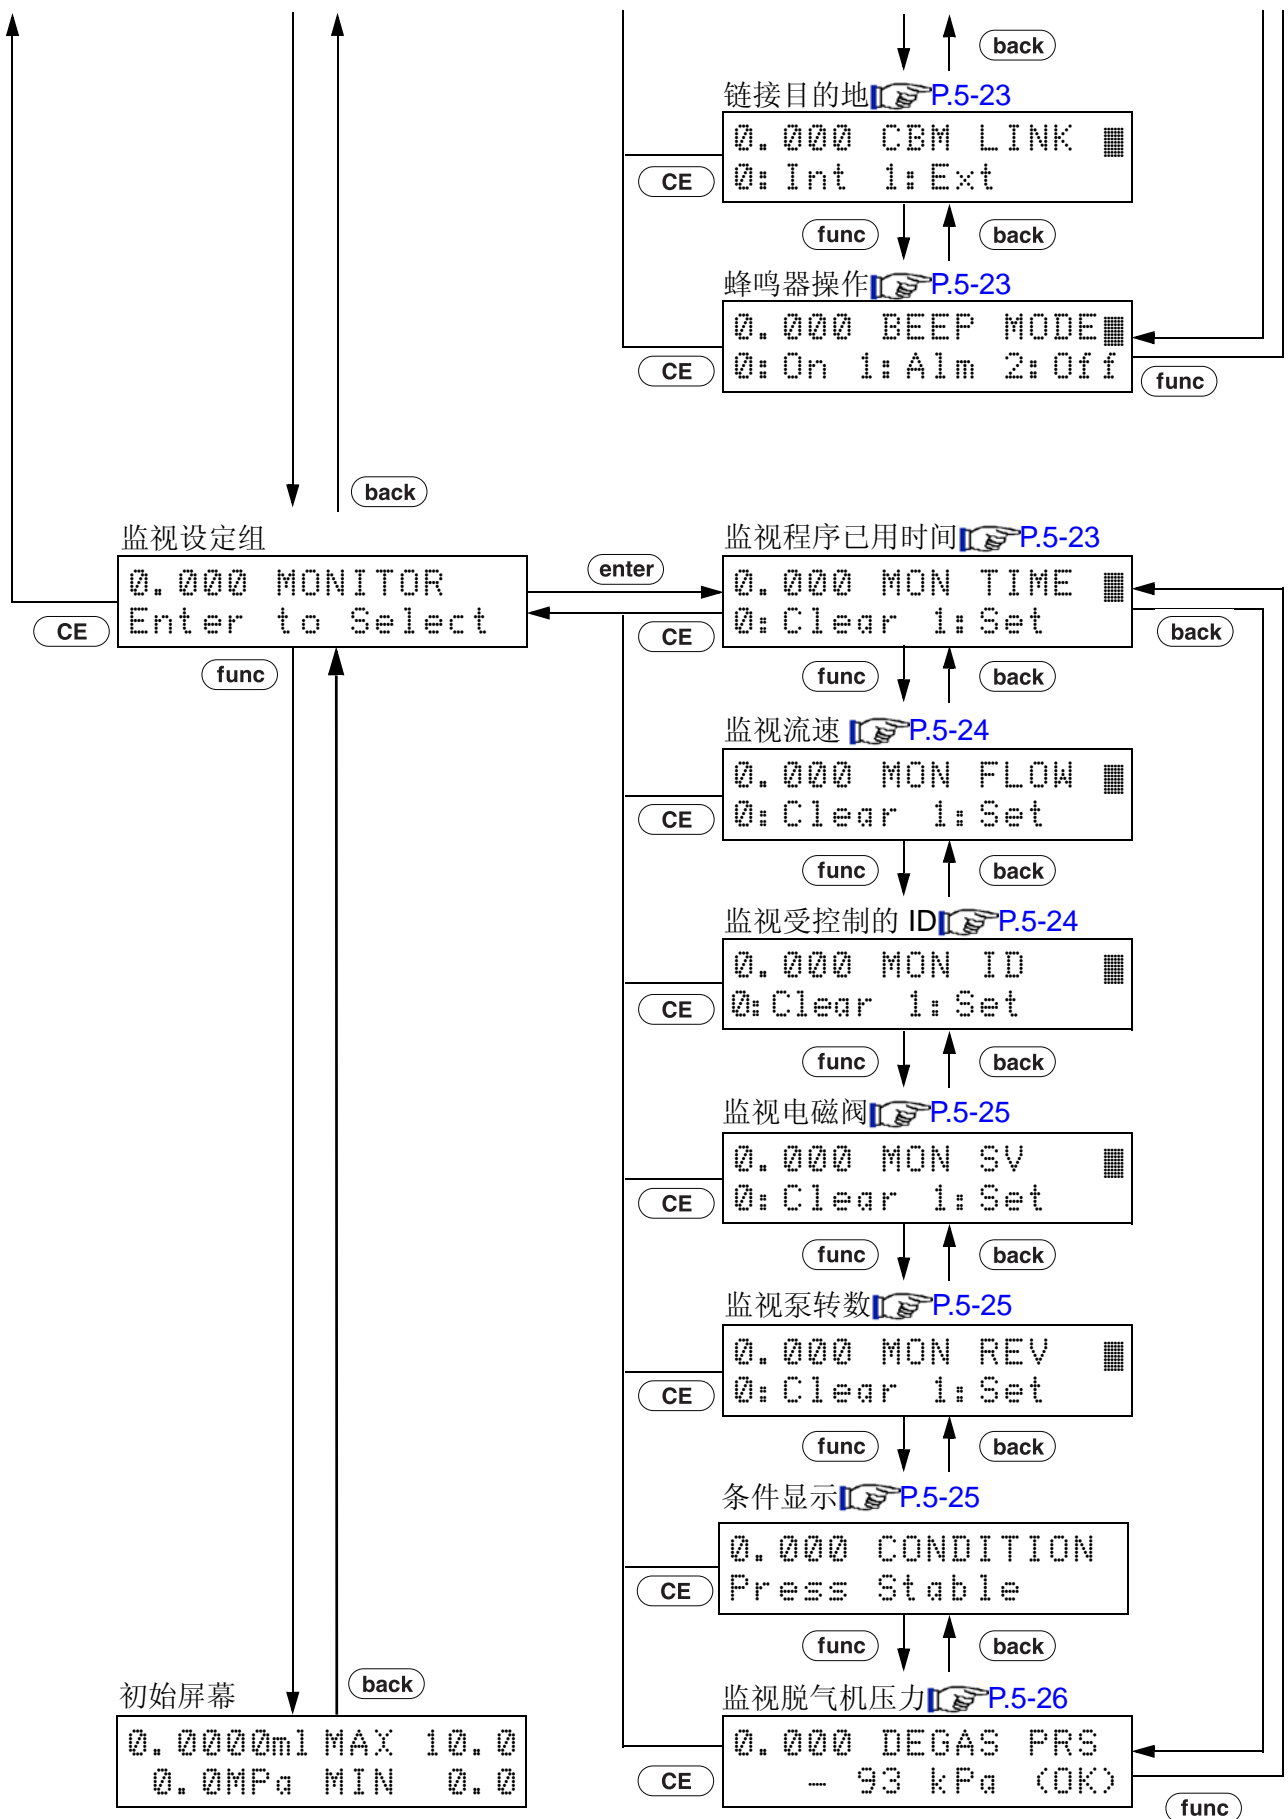 back
链接目的地 P.5-23
0.000 CBM LINK
CE
0:Int 1:Ext
func
back
蜂鸣器操作 P.5-23
0.000 BEEP MODE
CE
0:On 1:Alm 2:Off
func
back
监视设定组
0.000 MONITOR
Enter to Select
CE
func
enter
监视程序已用时间 P.5-23
0.000 MON TIME
CE
0:Clear 1:Set
back
func
back
监视流速 P.5-24
0.000 MON FLOW
CE
0:Clear 1:Set
func
back
监视受控制的 ID P.5-24
0.000 MON ID
CE
0:Clear 1:Set
func
back
监视电磁阀 P.5-25
0.000 MON SV
CE
0:Clear 1:Set
func
back
监视泵转数 P.5-25
0.000 MON REV
CE
0:Clear 1:Set
func
back
条件显示 P.5-25
0.000 CONDITION
CE
Press Stable
func
back
监视脱气机压力 P.5-26
0.000 DEGAS PRS
CE
- 93 kPa (OK)
func
back
初始屏幕
0.0000ml MAX 10.0
0.0MPa MIN 0.0